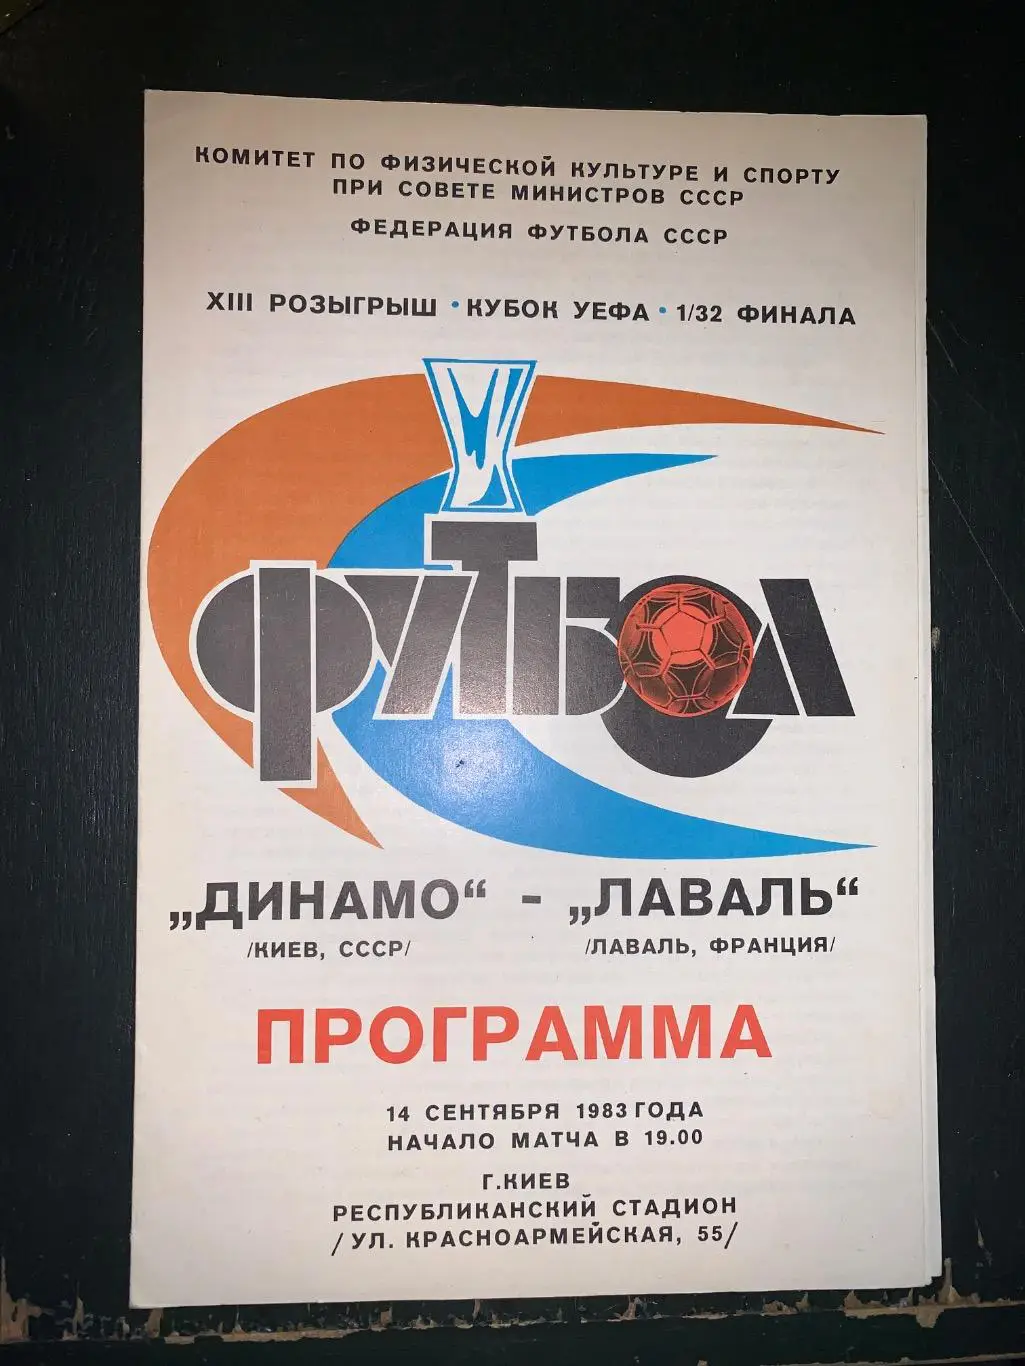 КОМИТЕТ ПО ФИЗИЧЕСКОЙ КУЛЬТУРЕ И СПОРТУ
ПРИ СОВЕТЕ МИНИСТРОВ СССР
ФЕДЕРАЦИЯ ФУТБОЛА СССР
XIII РОЗЫГРЫШ • КУБОК УЕФА • 1/32 ФИНАЛА
ФУТБОЛ
„ДИНАМО“ - „ЛАВАЛЬ“
/КИЕВ, СССР/ /ЛАВАЛЬ, ФРАНЦИЯ/
ПРОГРАММА
14 СЕНТЯБРЯ 1983 ГОДА
НАЧАЛО МАТЧА В 19.00
Г.КИЕВ
РЕСПУБЛИКАНСКИЙ СТАДИОН
/УЛ. КРАСНОАРМЕЙСКАЯ, 55/